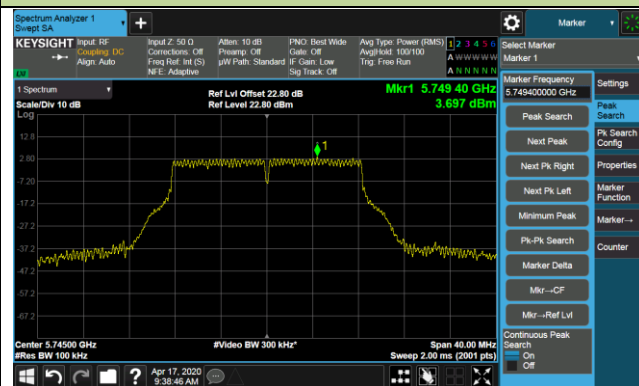 Spectrum Analyzer 1
Swept SA
Marker
KEYSIGHT
Input: RF
Coupling: DC
Align: Auto
Input Z: 50 Ω
Corrections: Off
Freq Ref: Int (S)
NFE: Adaptive
Atten: 10 dB
Preamp: Off
µW Path: Standard
PNO: Best Wide
Gate: Off
IF Gain: Low
Sig Track: Off
Avg Type: Power (RMS)
Avg|Hold: 100/100
Trig: Free Run
1 2 3 4 5 6
A W W W W W
A N N N N N
LXI
Select Marker
Marker 1
1 Spectrum
Scale/Div 10 dB
Log
Ref Lvl Offset 22.80 dB
Ref Level 22.80 dBm
Mkr1 5.749 40 GHz
3.697 dBm
12.8
2.80
-7.20
-17.2
-27.2
-37.2
-47.2
-57.2
-67.2
1
Center 5.74500 GHz
#Res BW 100 kHz
#Video BW 300 kHz*
Span 40.00 MHz
Sweep 2.00 ms (2001 pts)
Marker Frequency
5.749400000 GHz
Peak Search
Next Peak
Next Pk Right
Next Pk Left
Minimum Peak
Pk-Pk Search
Marker Delta
Mkr→CF
Mkr→Ref Lvl
Continuous Peak
Search
On
Off
Settings
Peak
Search
Pk Search
Config
Properties
Marker
Function
Marker→
Counter
?
Apr 17, 2020
9:38:46 AM